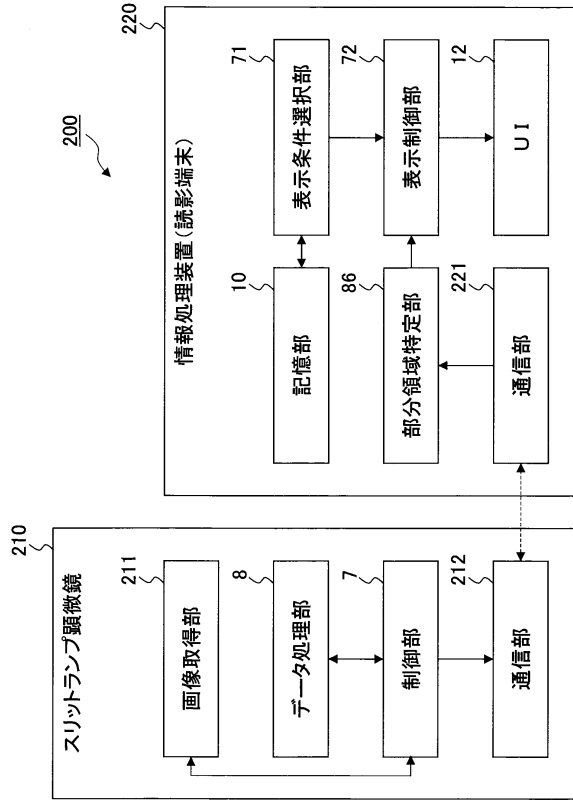 200
210
スリットランプ顕微鏡
211
画像取得部
8
データ処理部
7
制御部
212
通信部
220
情報処理装置(読影端末)
10
記憶部
71
表示条件選択部
86
部分領域特定部
72
表示制御部
221
通信部
12
UI